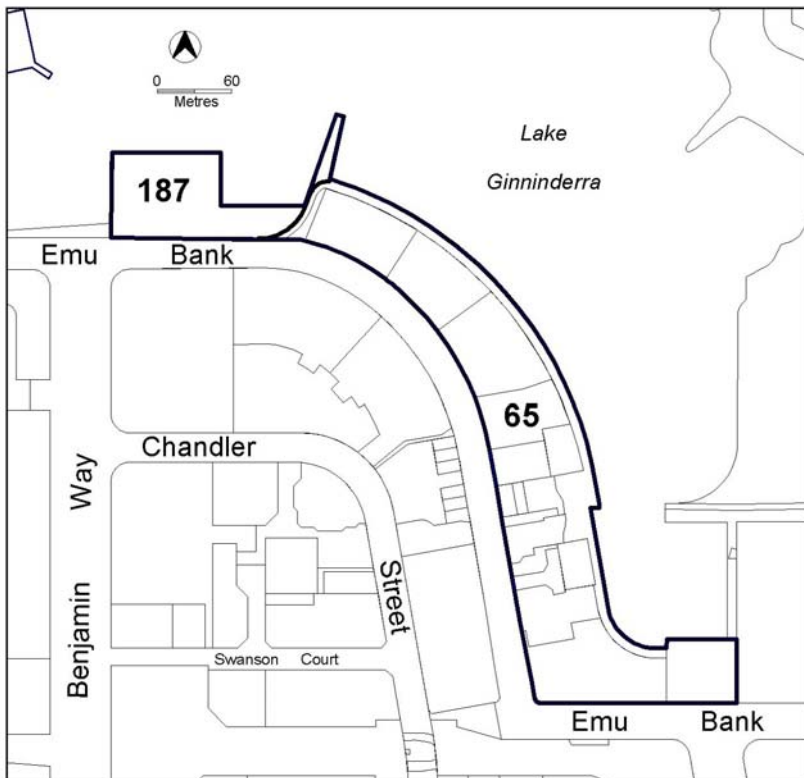 0 60
Metres
Lake
Ginninderra
187
Emu Bank
65
Chandler
Street
Benjamin Way
Swanson Court
Emu Bank